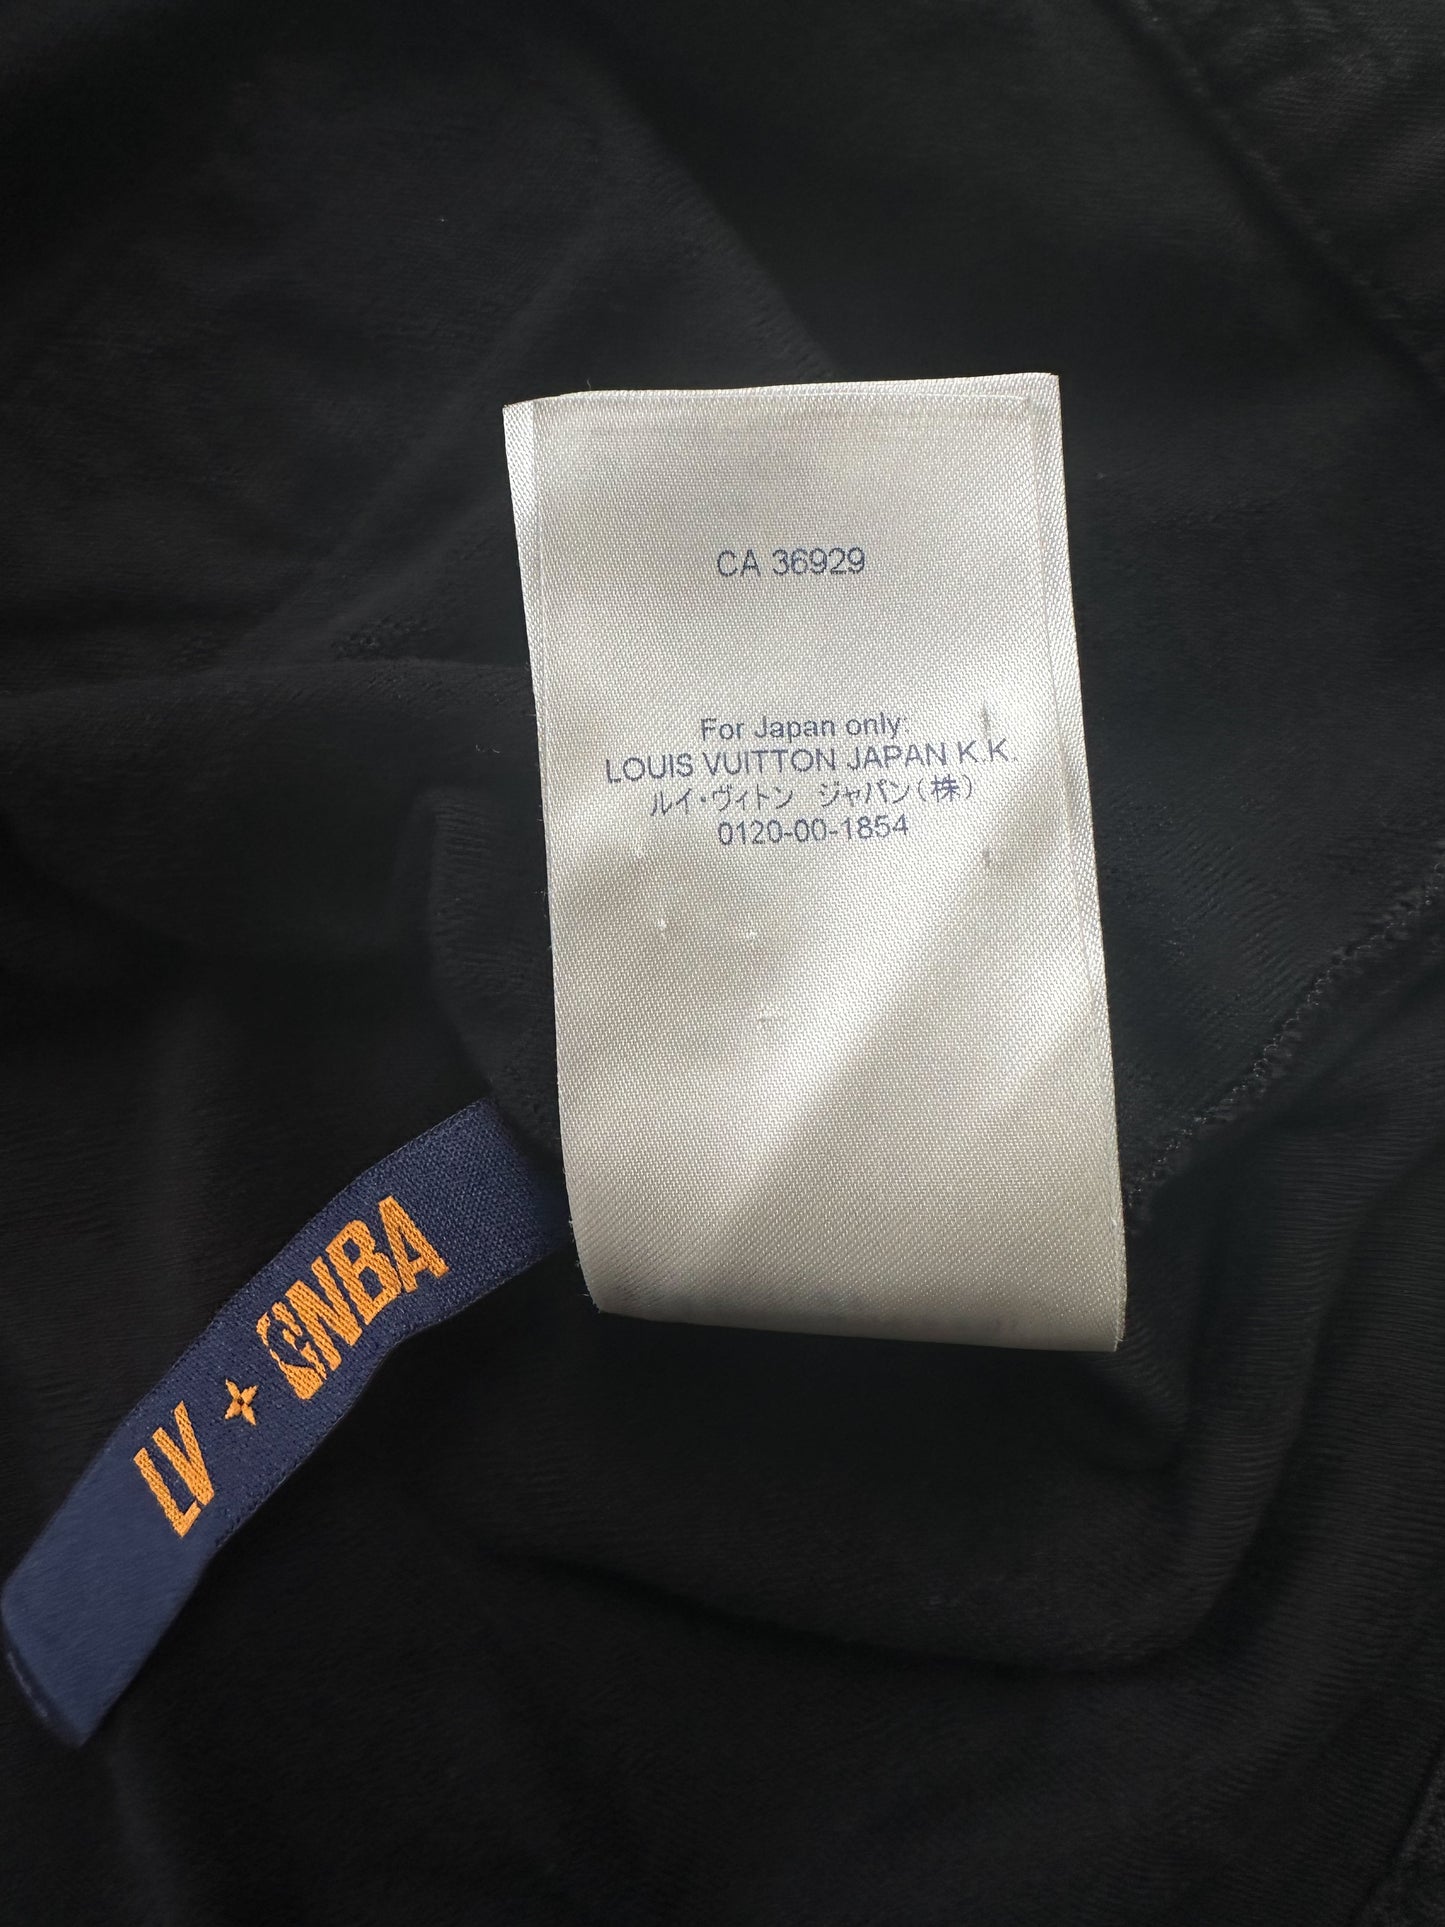 CA 36929
For Japan only:
LOUIS VUITTON JAPAN K.K.
ルイ・ヴィトン ジャパン(株)
0120-00-1854
LV NBA